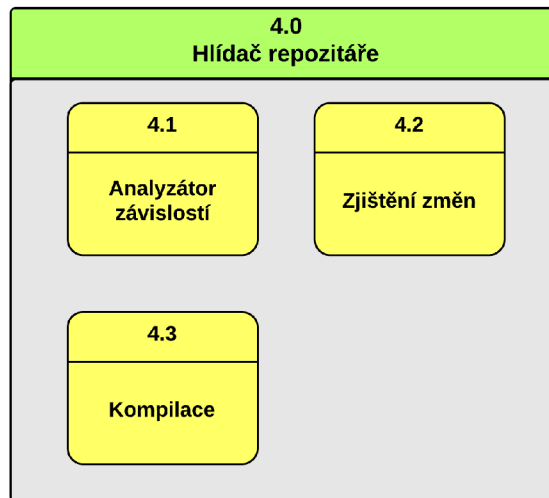 4.0
Hlídač repozitáře
4.1
Analyzátor
závislostí
4.2
Zjištění změn
4.3
Kompilace